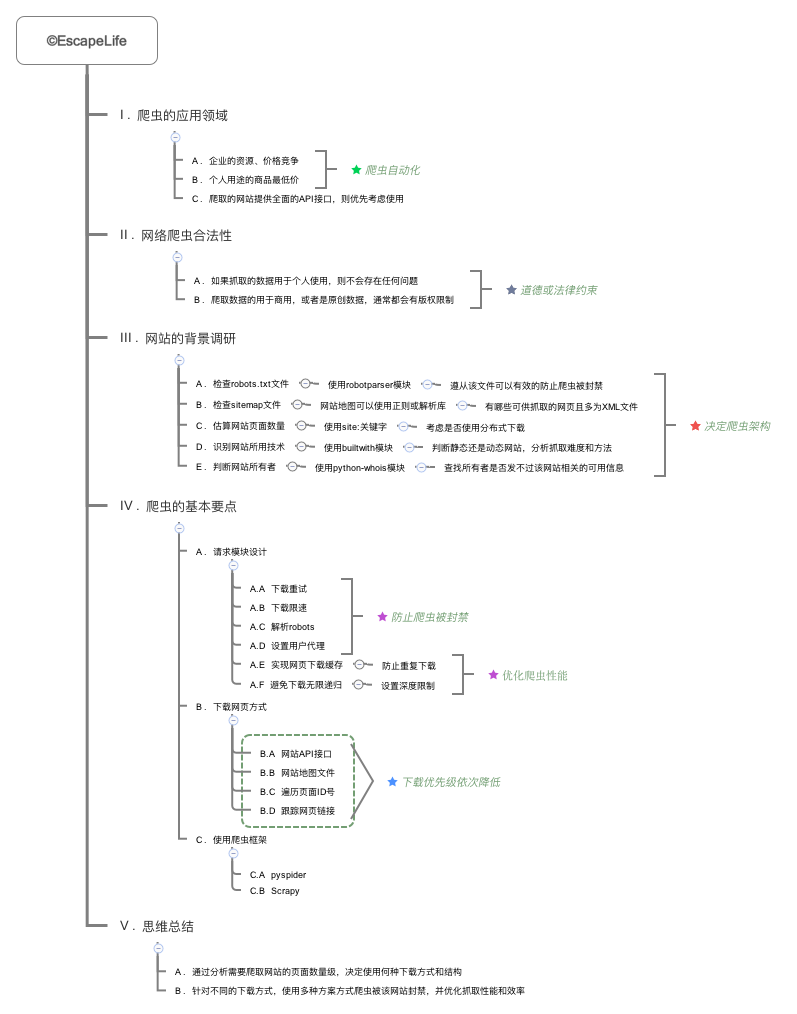 ©EscapeLife
I . 爬虫的应用领域
A . 企业的资源、价格竞争
B . 个人用途的商品最低价
爬虫自动化
C . 爬取的网站提供全面的API接口，则优先考虑使用
II . 网络爬虫合法性
A . 如果抓取的数据用于个人使用，则不会存在任何问题
B . 爬取数据的用于商用，或者是原创数据，通常都会有版权限制
道德或法律约束
III . 网站的背景调研
A . 检查robots.txt文件 使用robotparser模块 遵从该文件可以有效的防止爬虫被封禁
B . 检查sitemap文件 网站地图可以使用正则或解析库 有哪些可供抓取的网页且多为XML文件
C . 估算网站页面数量 使用site:关键字 考虑是否使用分布式下载
决定爬虫架构
D . 识别网站所用技术 使用builtwith模块 判断静态还是动态网站，分析抓取难度和方法
E . 判断网站所有者 使用python-whois模块 查找所有者是否发不过该网站相关的可用信息
IV . 爬虫的基本要点
A . 请求模块设计
A.A 下载重试
A.B 下载限速
防止爬虫被封禁
A.C 解析robots
A.D 设置用户代理
A.E 实现网页下载缓存 防止重复下载
优化爬虫性能
A.F 避免下载无限递归 设置深度限制
B . 下载网页方式
B.A 网站API接口
B.B 网站地图文件
下载优先级依次降低
B.C 遍历页面ID号
B.D 跟踪网页链接
C . 使用爬虫框架
C.A pyspider
C.B Scrapy
V . 思维总结
A . 通过分析需要爬取网站的页面数量级，决定使用何种下载方式和结构
B . 针对不同的下载方式，使用多种方案方式爬虫被该网站封禁，并优化抓取性能和效率